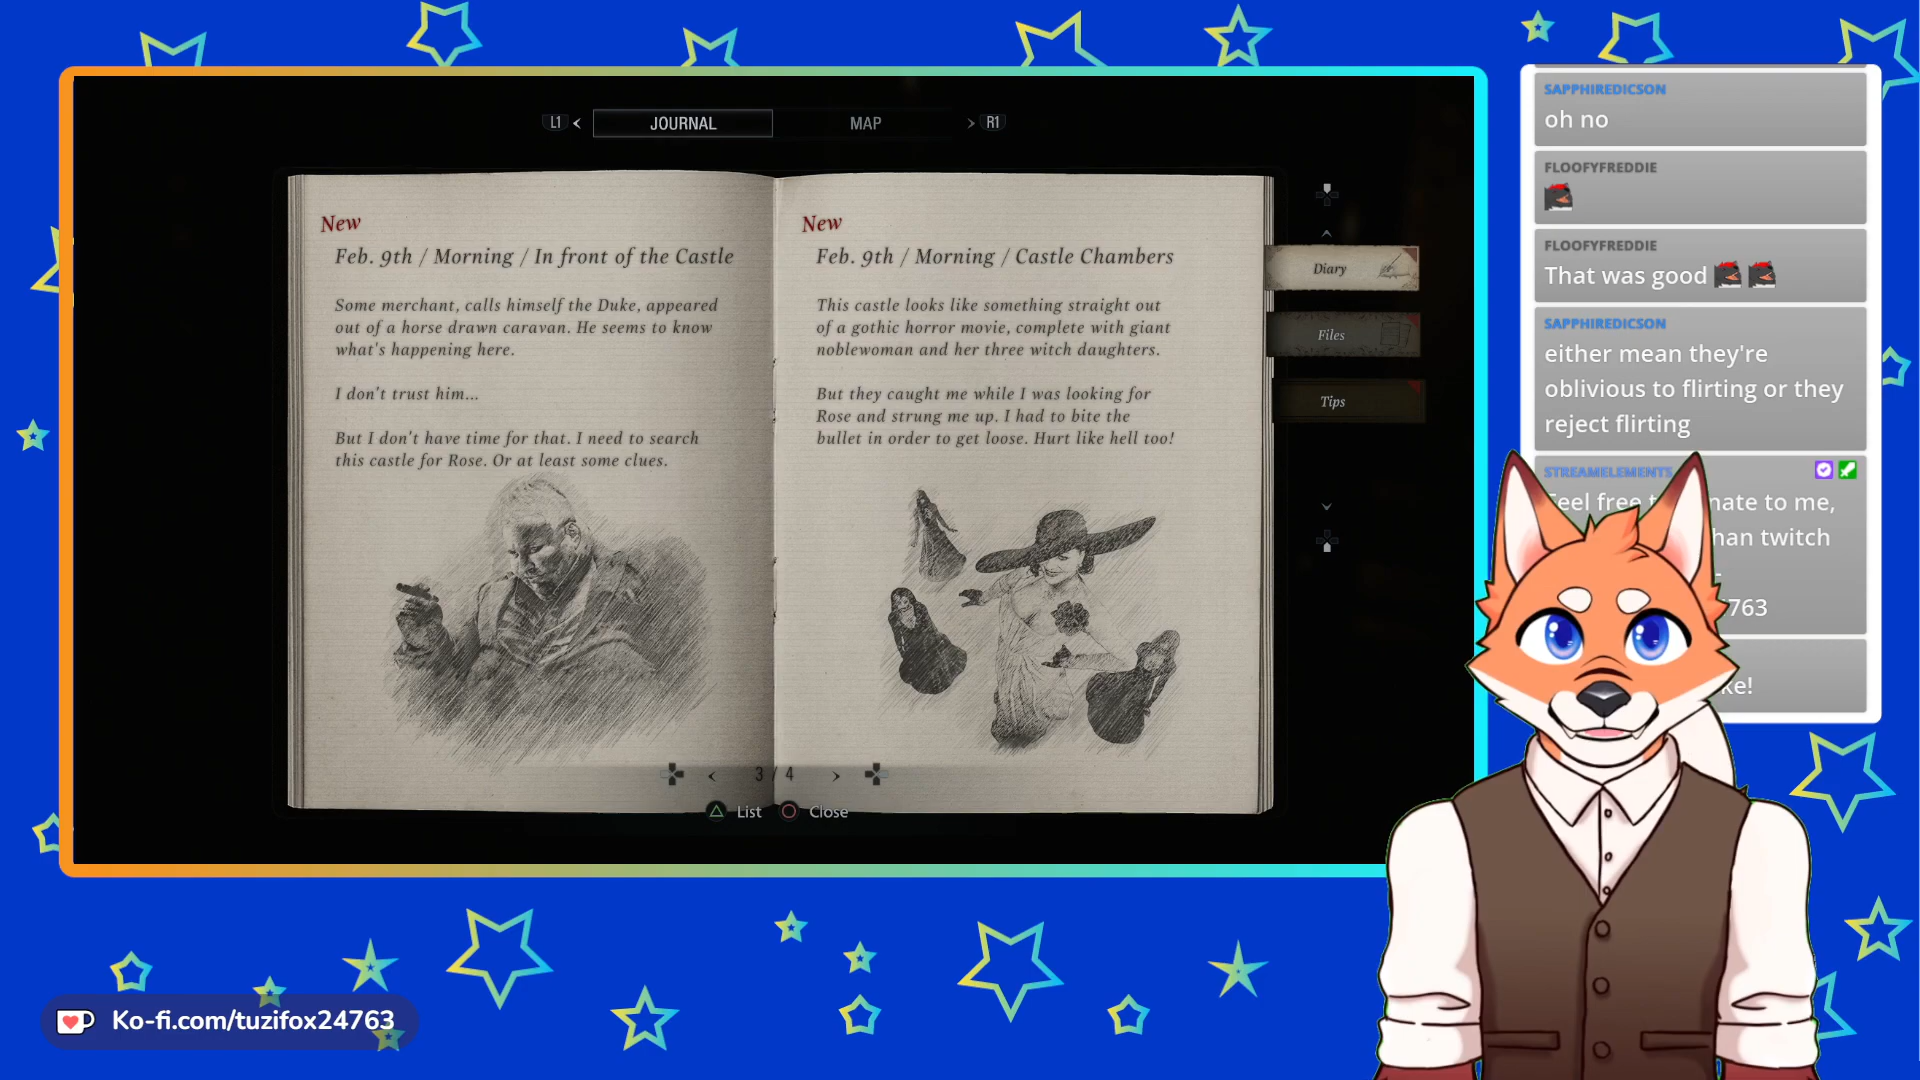 L1 JOURNAL MAP R1
New
Feb. 9th / Morning / In front of the Castle
Some merchant, calls himself the Duke, appeared
out of a horse drawn caravan. He seems to know
what's happening here.
I don't trust him...
But I don't have time for that. I need to search
this castle for Rose. Or at least some clues.
New
Feb. 9th / Morning / Castle Chambers
This castle looks like something straight out
of a gothic horror movie, complete with giant
noblewoman and her three witch daughters.
But they caught me while I was looking for
Rose and strung me up. I had to bite the
bullet in order to get loose. Hurt like hell too!
Diary
Files
Tips
3 / 4
List Close
SAPPHIREDICSON
oh no
FLOOFYFREDDIE
FLOOFYFREDDIE
That was good
SAPPHIREDICSON
either mean they're
oblivious to flirting or they
reject flirting
STREAMELEMENTS
free me,
twitch
763
Ko-fi.com/tuzifox24763